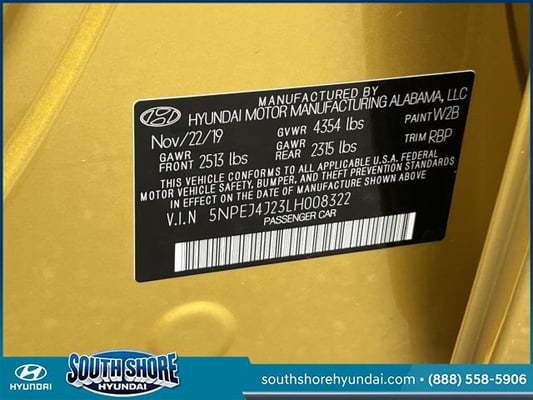 MANUFACTURED BY
HYUNDAI MOTOR MANUFACTURING ALABAMA, LLC
Nov/22/19 GVWR 4354 lbs PAINT W2B
GAWR FRONT 2513 lbs GAWR REAR 2315 lbs TRIM RBP
THIS VEHICLE CONFORMS TO ALL APPLICABLE U.S.A. FEDERAL
MOTOR VEHICLE SAFETY, BUMPER, AND THEFT PREVENTION STANDARDS
IN EFFECT ON THE DATE OF MANUFACTURE SHOWN ABOVE
V.I.N 5NPEJ4J23LH008322
PASSENGER CAR
HYUNDAI
SOUTH SHORE
HYUNDAI
southshorehyundai.com • (888) 558-5906